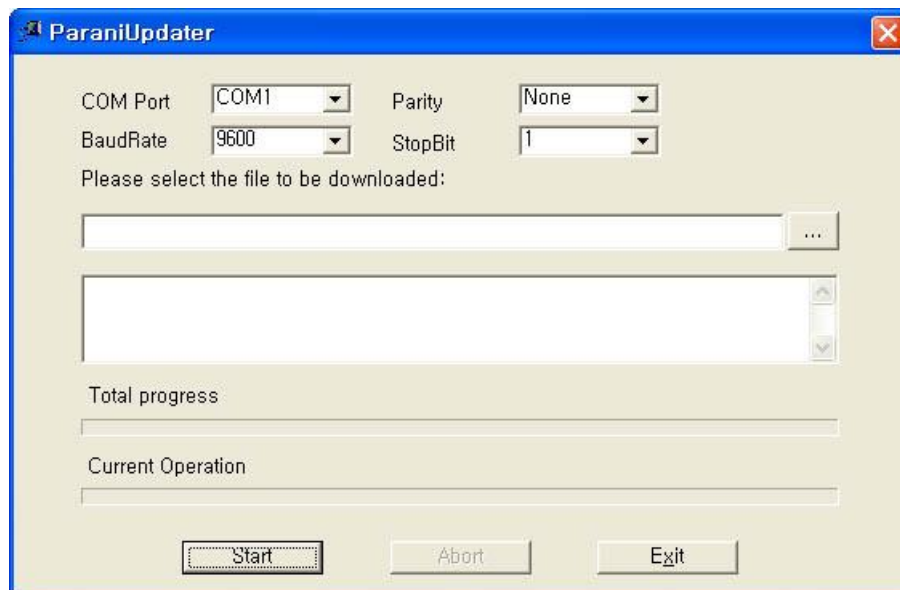 ParaniUpdater
COM Port COM1 Parity None
BaudRate 9600 StopBit 1
Please select the file to be downloaded:
...
Total progress
Current Operation
Start Abort Exit